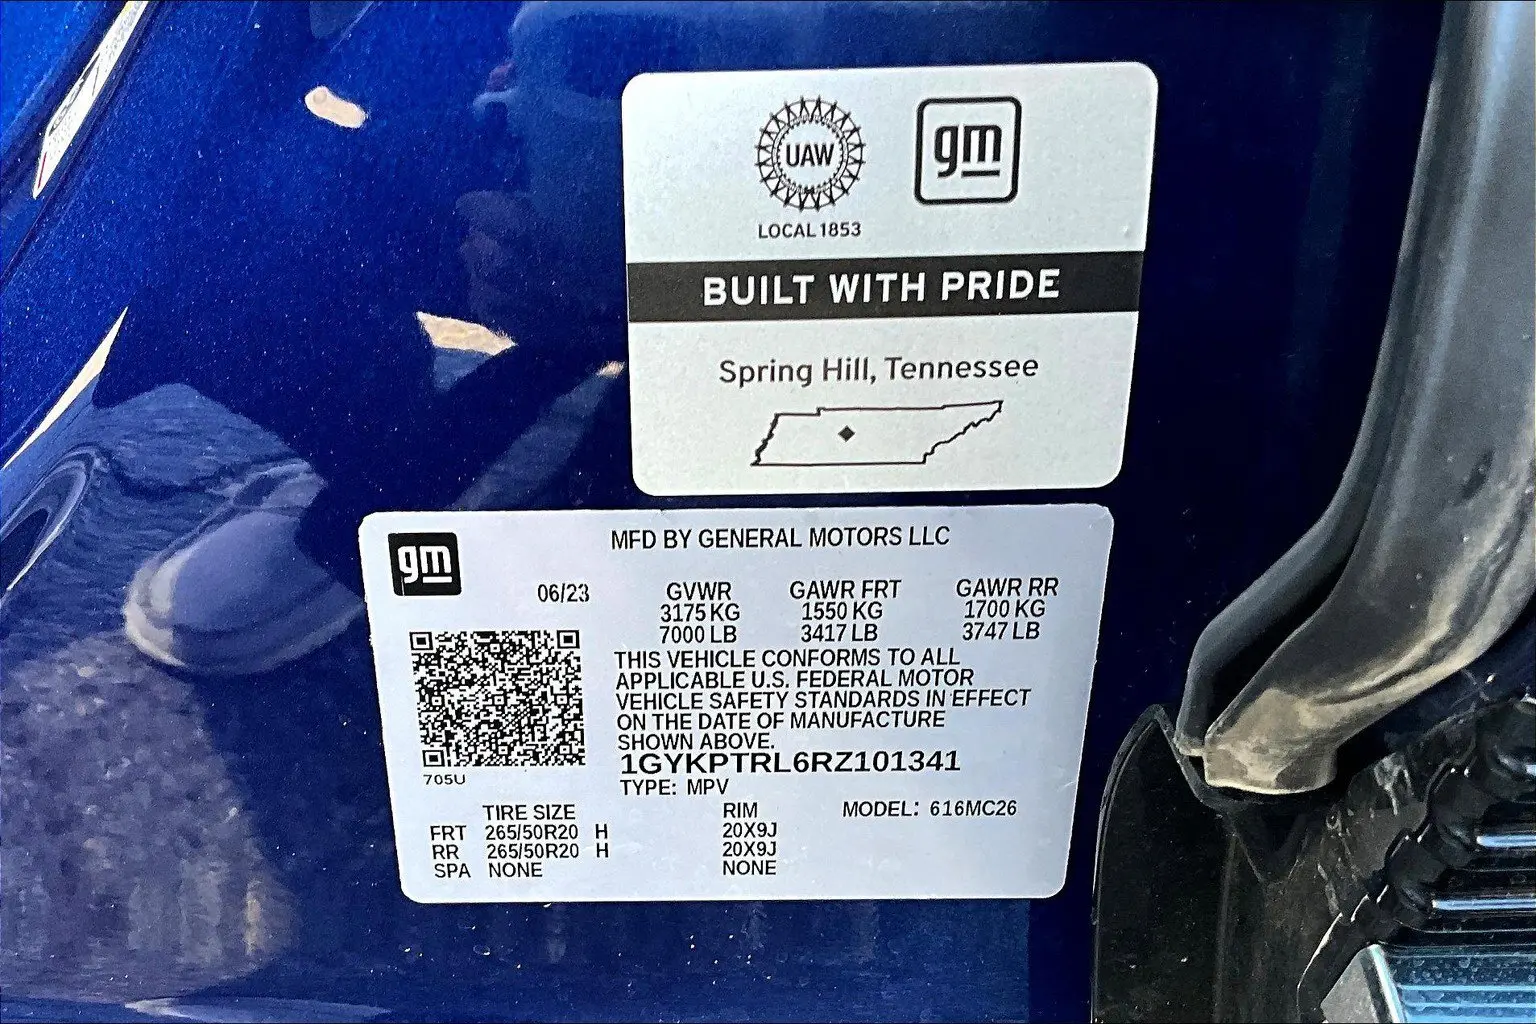 UAW
gm
LOCAL 1853
BUILT WITH PRIDE
Spring Hill, Tennessee
gm
MFD BY GENERAL MOTORS LLC
06/23 GVWR GAWR FRT GAWR RR
3175 KG 1550 KG 1700 KG
7000 LB 3417 LB 3747 LB
THIS VEHICLE CONFORMS TO ALL
APPLICABLE U.S. FEDERAL MOTOR
VEHICLE SAFETY STANDARDS IN EFFECT
ON THE DATE OF MANUFACTURE
SHOWN ABOVE.
1GYKPTRL6RZ101341
705U
TYPE: MPV
TIRE SIZE RIM MODEL: 616MC26
FRT 265/50R20 H 20X9J
RR 265/50R20 H 20X9J
SPA NONE NONE